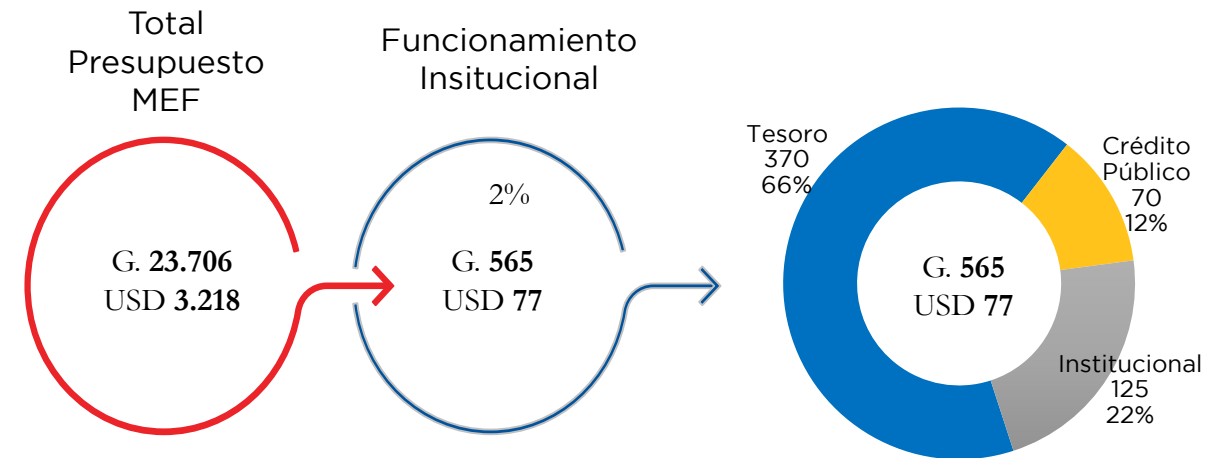 Total
Presupuesto
MEF
G. 23.706
USD 3.218
Funcionamiento
Insitucional
2%
G. 565
USD 77
Tesoro
370
66%
Crédito
Público
70
12%
G. 565
USD 77
Institucional
125
22%